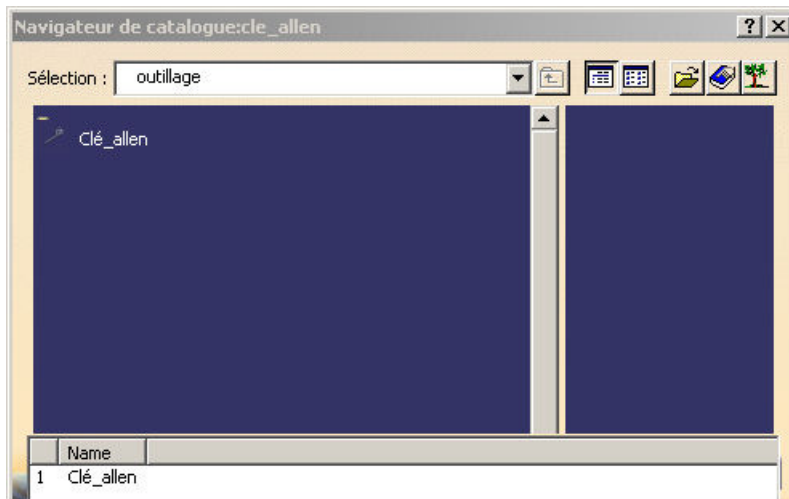 Navigateur de catalogue:cle_allen
Sélection : outillage
Clé_allen
Name
1 Clé_allen